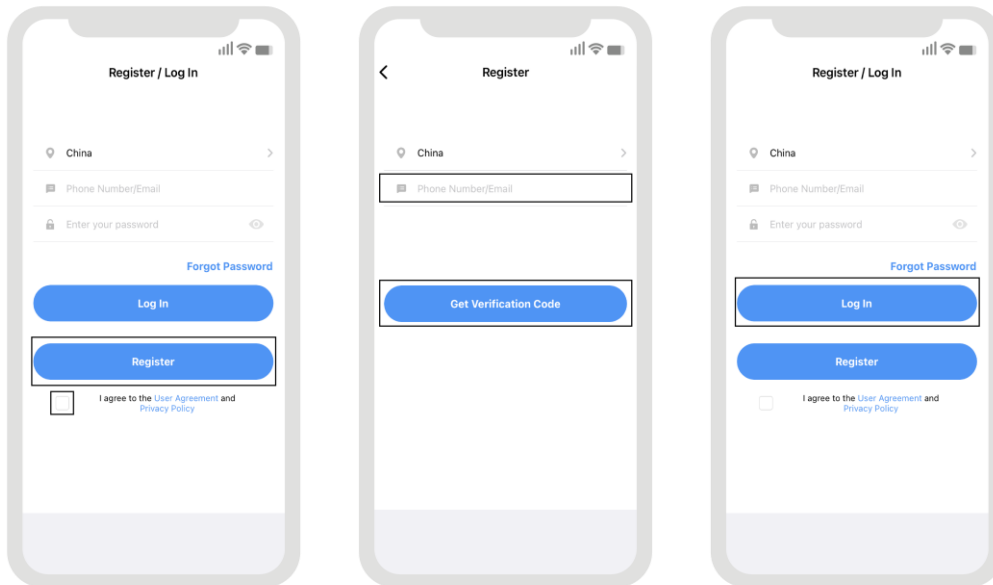 Register / Log In
China
Phone Number/Email
Enter your password
Forgot Password
Log In
Register
I agree to the User Agreement and
Privacy Policy
Register
China
Phone Number/Email
Get Verification Code
Register / Log In
China
Phone Number/Email
Enter your password
Forgot Password
Log In
Register
I agree to the User Agreement and
Privacy Policy